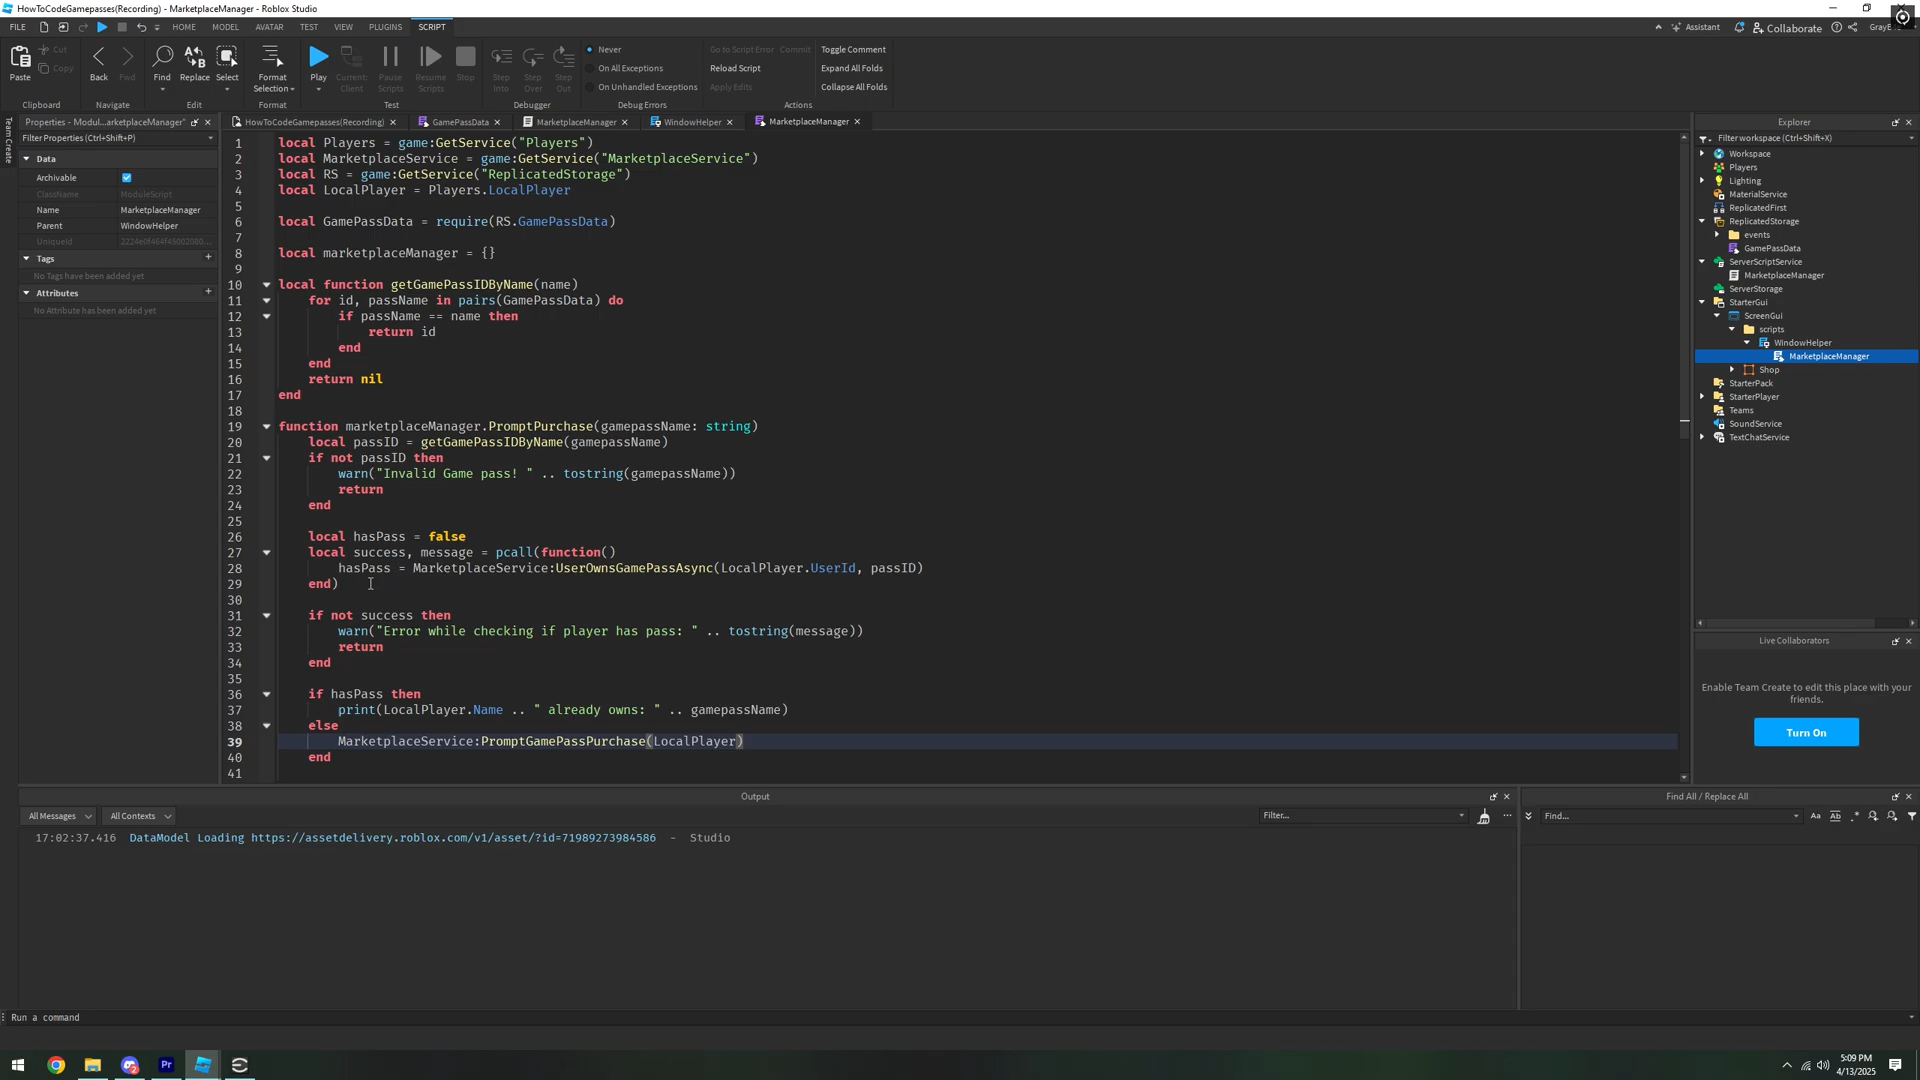 HowToCodeGamepasses(Recording) - MarketplaceManager - Roblox Studio
FILE
HOME
MODEL
AVATAR
TEST
VIEW
PLUGINS
SCRIPT
Assistant
Collaborate
Paste
Cut
Copy
Clipboard
Back
Fwd
Navigate
Find
Replace
Select
Edit
Format Selection
Format
Play
Current: Client
Pause Scripts
Resume Scripts
Stop
Test
Step Into
Step Over
Step Out
Debugger
Never
On All Exceptions
On Unhandled Exceptions
Debug Errors
Go to Script Error
Commit
Reload Script
Apply Edits
Toggle Comment
Expand All Folds
Collapse All Folds
Actions
Team Create
Properties - Modul...arketplaceManager"
Filter Properties (Ctrl+Shift+P)
Data
Archivable
ClassName ModuleScript
Name MarketplaceManager
Parent WindowHelper
UniqueId 2224e0f464f45002080...
Tags
No Tags have been added yet
Attributes
No Attribute has been added yet
HowToCodeGamepasses(Recording)
GamePassData
MarketplaceManager
WindowHelper
MarketplaceManager
1 local Players = game:GetService("Players")
2 local MarketplaceService = game:GetService("MarketplaceService")
3 local RS = game:GetService("ReplicatedStorage")
4 local LocalPlayer = Players.LocalPlayer
5
6 local GamePassData = require(RS.GamePassData)
7
8 local marketplaceManager = {}
9
10 local function getGamePassIDByName(name)
11 for id, passName in pairs(GamePassData) do
12 if passName == name then
13 return id
14 end
15 end
16 return nil
17 end
18
19 function marketplaceManager.PromptPurchase(gamepassName: string)
20 local passID = getGamePassIDByName(gamepassName)
21 if not passID then
22 warn("Invalid Game pass! " .. tostring(gamepassName))
23 return
24 end
25
26 local hasPass = false
27 local success, message = pcall(function()
28 hasPass = MarketplaceService:UserOwnsGamePassAsync(LocalPlayer.UserId, passID)
29 end)
30
31 if not success then
32 warn("Error while checking if player has pass: " .. tostring(message))
33 return
34 end
35
36 if hasPass then
37 print(LocalPlayer.Name .. " already owns: " .. gamepassName)
38 else
39 MarketplaceService:PromptGamePassPurchase(LocalPlayer)
40 end
41
Explorer
Filter workspace (Ctrl+Shift+X)
Workspace
Players
Lighting
MaterialService
ReplicatedFirst
ReplicatedStorage
events
GamePassData
ServerScriptService
MarketplaceManager
ServerStorage
StarterGui
ScreenGui
scripts
WindowHelper
MarketplaceManager
Shop
StarterPack
StarterPlayer
Teams
SoundService
TextChatService
Live Collaborators
Enable Team Create to edit this place with your
friends.
Turn On
Output
All Messages
All Contexts
Filter...
17:02:37.416 DataModel Loading https://assetdelivery.roblox.com/v1/asset/?id=71989273984586 - Studio
Find All / Replace All
Find...
Aa
Ab
Run a command
Pr
5:09 PM
4/13/2025